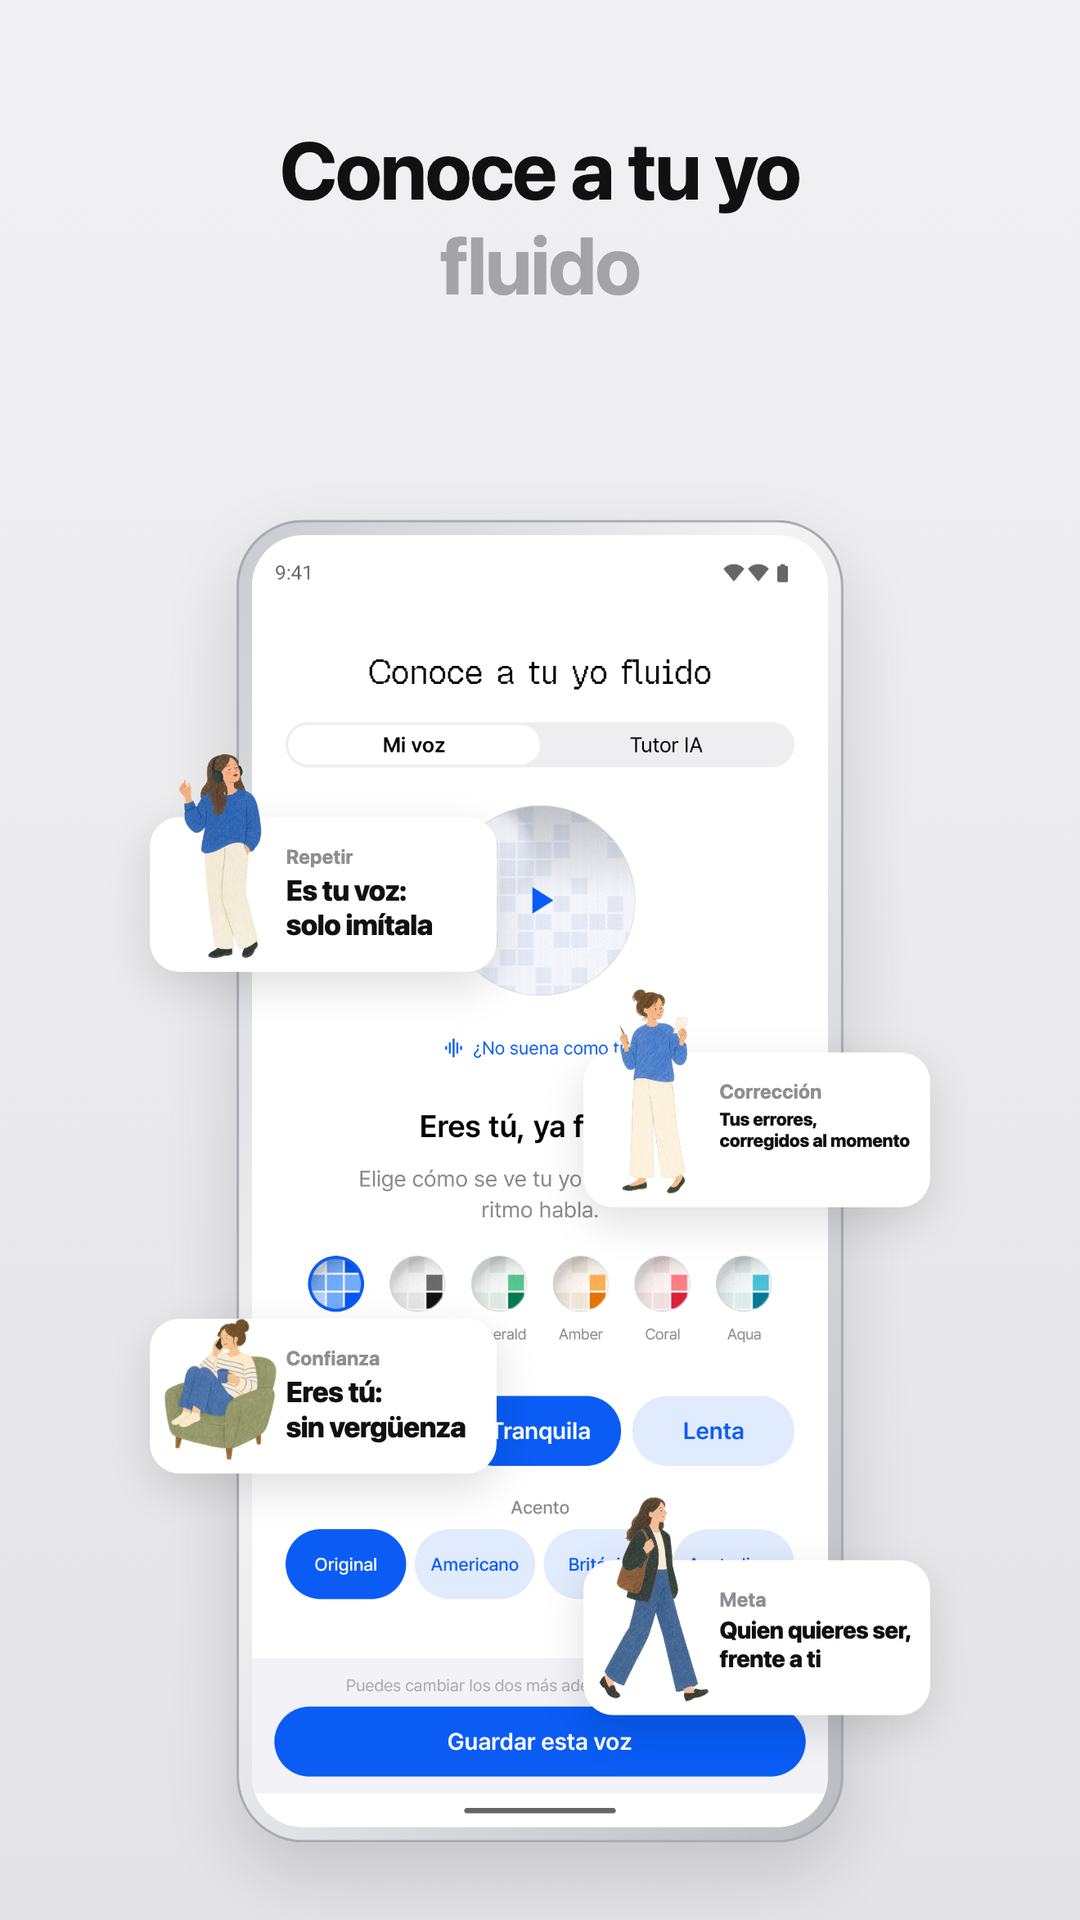 Conoce a tu yo
fluido
9:41
Conoce a tu yo fluido
Mi voz
Tutor IA
Repetir
Es tu voz:
solo imítala
¿No suena como
Corrección
Tus errores,
corregidos al momento
Eres tú, ya
Elige cómo se ve tu yo
ritmo habla.
Amber
Coral
Aqua
Confianza
Eres tú:
sin vergüenza
Tranquila
Lenta
Acento
Original
Americano
Meta
Quien quieres ser,
frente a ti
Puedes cambiar los dos más
Guardar esta voz